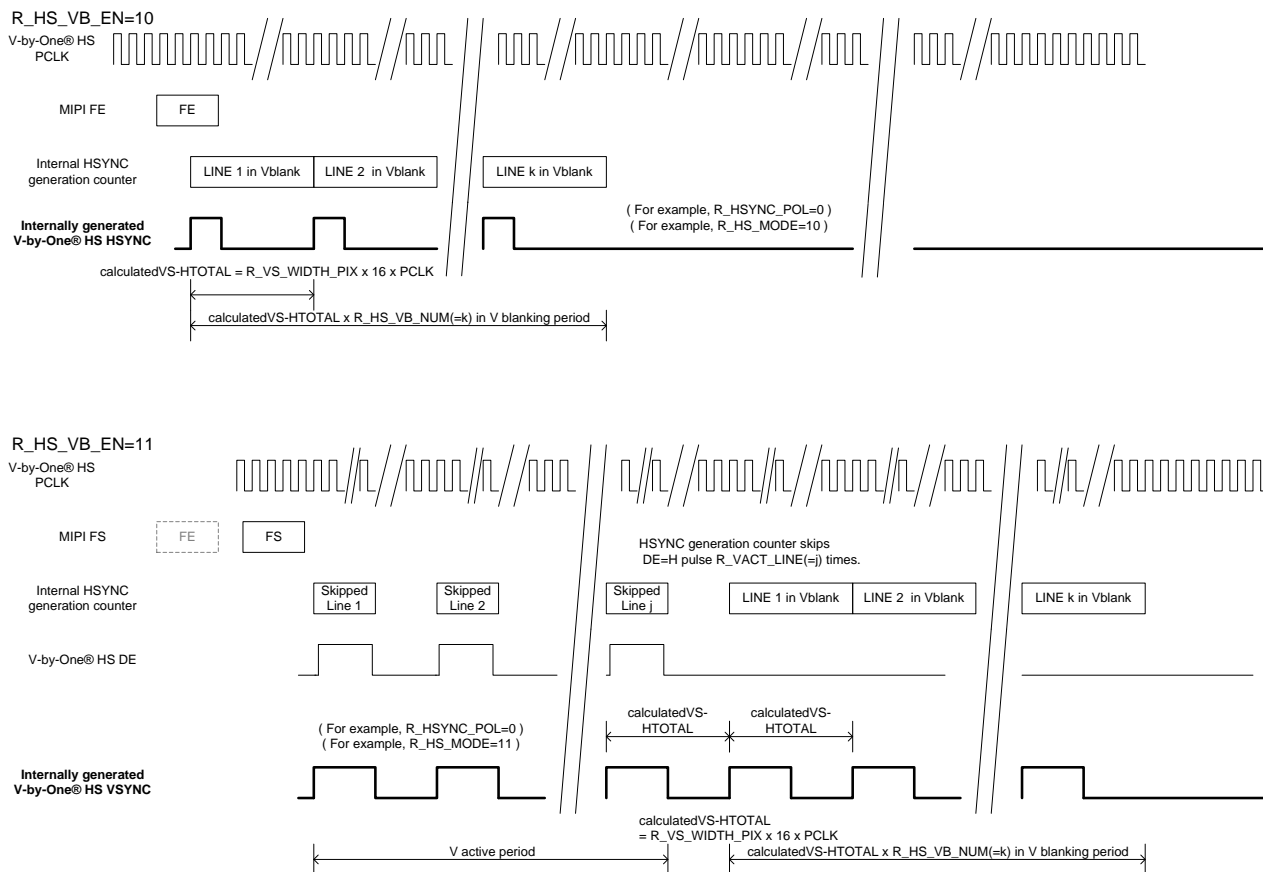 R_HS_VB_EN=10
V-by-One® HS
PCLK
MIPI FE
FE
Internal HSYNC
generation counter
LINE 1 in Vblank
LINE 2 in Vblank
LINE k in Vblank
Internally generated
V-by-One® HS HSYNC
( For example, R_HSYNC_POL=0 )
( For example, R_HS_MODE=10 )
calculatedVS-HTOTAL = R_VS_WIDTH_PIX x 16 x PCLK
calculatedVS-HTOTAL x R_HS_VB_NUM(=k) in V blanking period
R_HS_VB_EN=11
V-by-One® HS
PCLK
MIPI FS
FE
FS
HSYNC generation counter skips
DE=H pulse R_VACT_LINE(=j) times.
Internal HSYNC
generation counter
Skipped
Line 1
Skipped
Line 2
Skipped
Line j
LINE 1 in Vblank
LINE 2 in Vblank
LINE k in Vblank
V-by-One® HS DE
calculatedVS-
HTOTAL
calculatedVS-
HTOTAL
( For example, R_HSYNC_POL=0 )
( For example, R_HS_MODE=11 )
Internally generated
V-by-One® HS VSYNC
calculatedVS-HTOTAL
= R_VS_WIDTH_PIX x 16 x PCLK
V active period
calculatedVS-HTOTAL x R_HS_VB_NUM(=k) in V blanking period